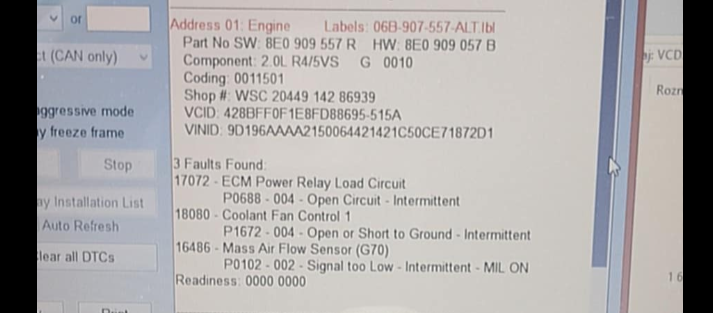 or
Address 01: Engine Labels: 06B-907-557-ALT.lbl
Part No SW: 8E0 909 557 R HW: 8E0 909 057 B
(CAN only)
Component: 2.0L R4/5VS G 0010
Coding: 0011501
Shop #: WSC 20449 142 86939
aggressive mode
VCID: 428BFF0F1E8FD88695-515A
freeze frame
VINID: 9D196AAAA2150064421421C50CE71872D1
Stop
3 Faults Found:
17072 - ECM Power Relay Load Circuit
P0688 - 004 - Open Circuit - Intermittent
Installation List
18080 - Coolant Fan Control 1
Auto Refresh
P1672 - 004 - Open or Short to Ground - Intermittent
16486 - Mass Air Flow Sensor (G70)
lear all DTCs
P0102 - 002 - Signal too Low - Intermittent - MIL ON
Readiness: 0000 0000
VCD
Rozn